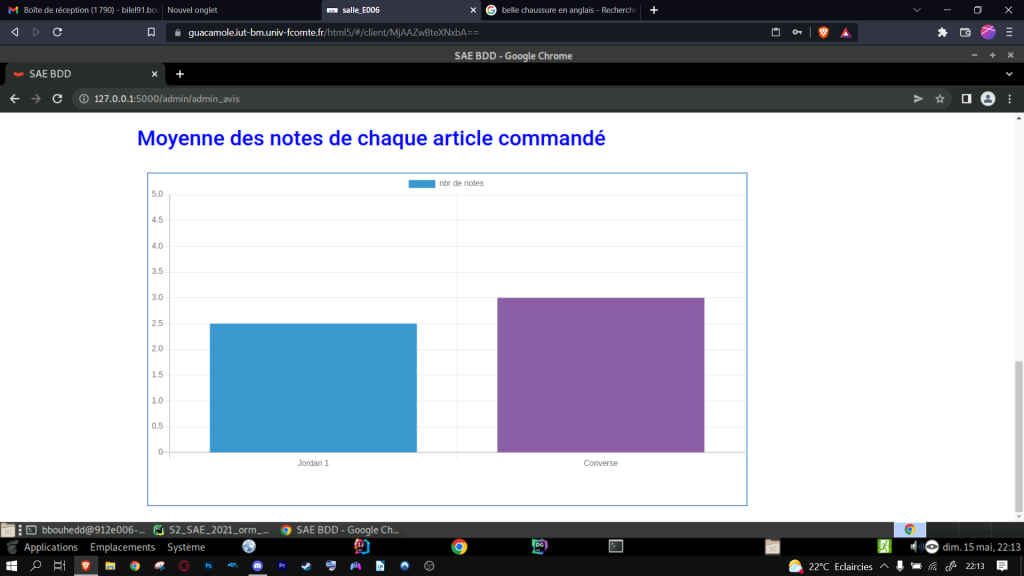 Boîte de réception (1790) - bilel91.bo
Nouvel onglet
salle_E006
belle chaussure en anglais - Recherch
guacamole.iut-bm.univ-fcomte.fr/html5/#/client/MjAAZwBteXNxbA==
SAE BDD - Google Chrome
SAE BDD
127.0.0.1:5000/admin/admin_avis
Moyenne des notes de chaque article commandé
nbr de notes
5.0
4.5
4.0
3.5
3.0
2.5
2.0
1.5
1.0
0.5
0
Jordan 1
Converse
bbouhedd@912e006-...
S2_SAE_2021_orm_...
SAE BDD - Google Ch...
Applications
Emplacements
Système
dim. 15 mai, 22:13
22°C Eclaircies
22:13